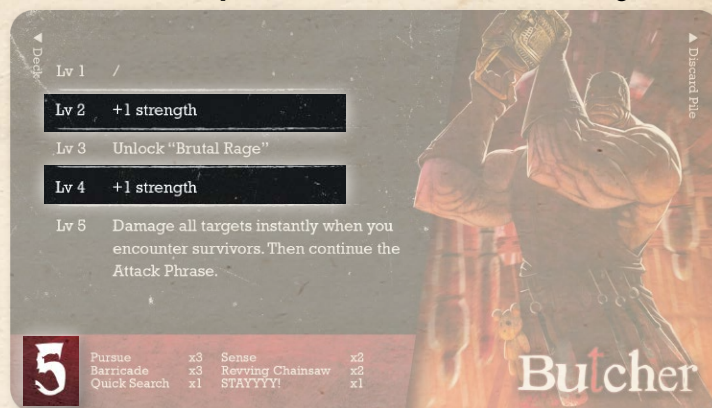 ◄ Deck
▲ Discard Pile
Lv 1 /
Lv 2 +1 strength
Lv 3 Unlock “Brutal Rage”
Lv 4 +1 strength
Lv 5 Damage all targets instantly when you
encounter survivors. Then continue the
Attack Phrase.
5
Pursue x3 Sense x2
Barricade x3 Revving Chainsaw x2
Quick Search x1 STAYYYY! x1
Butcher